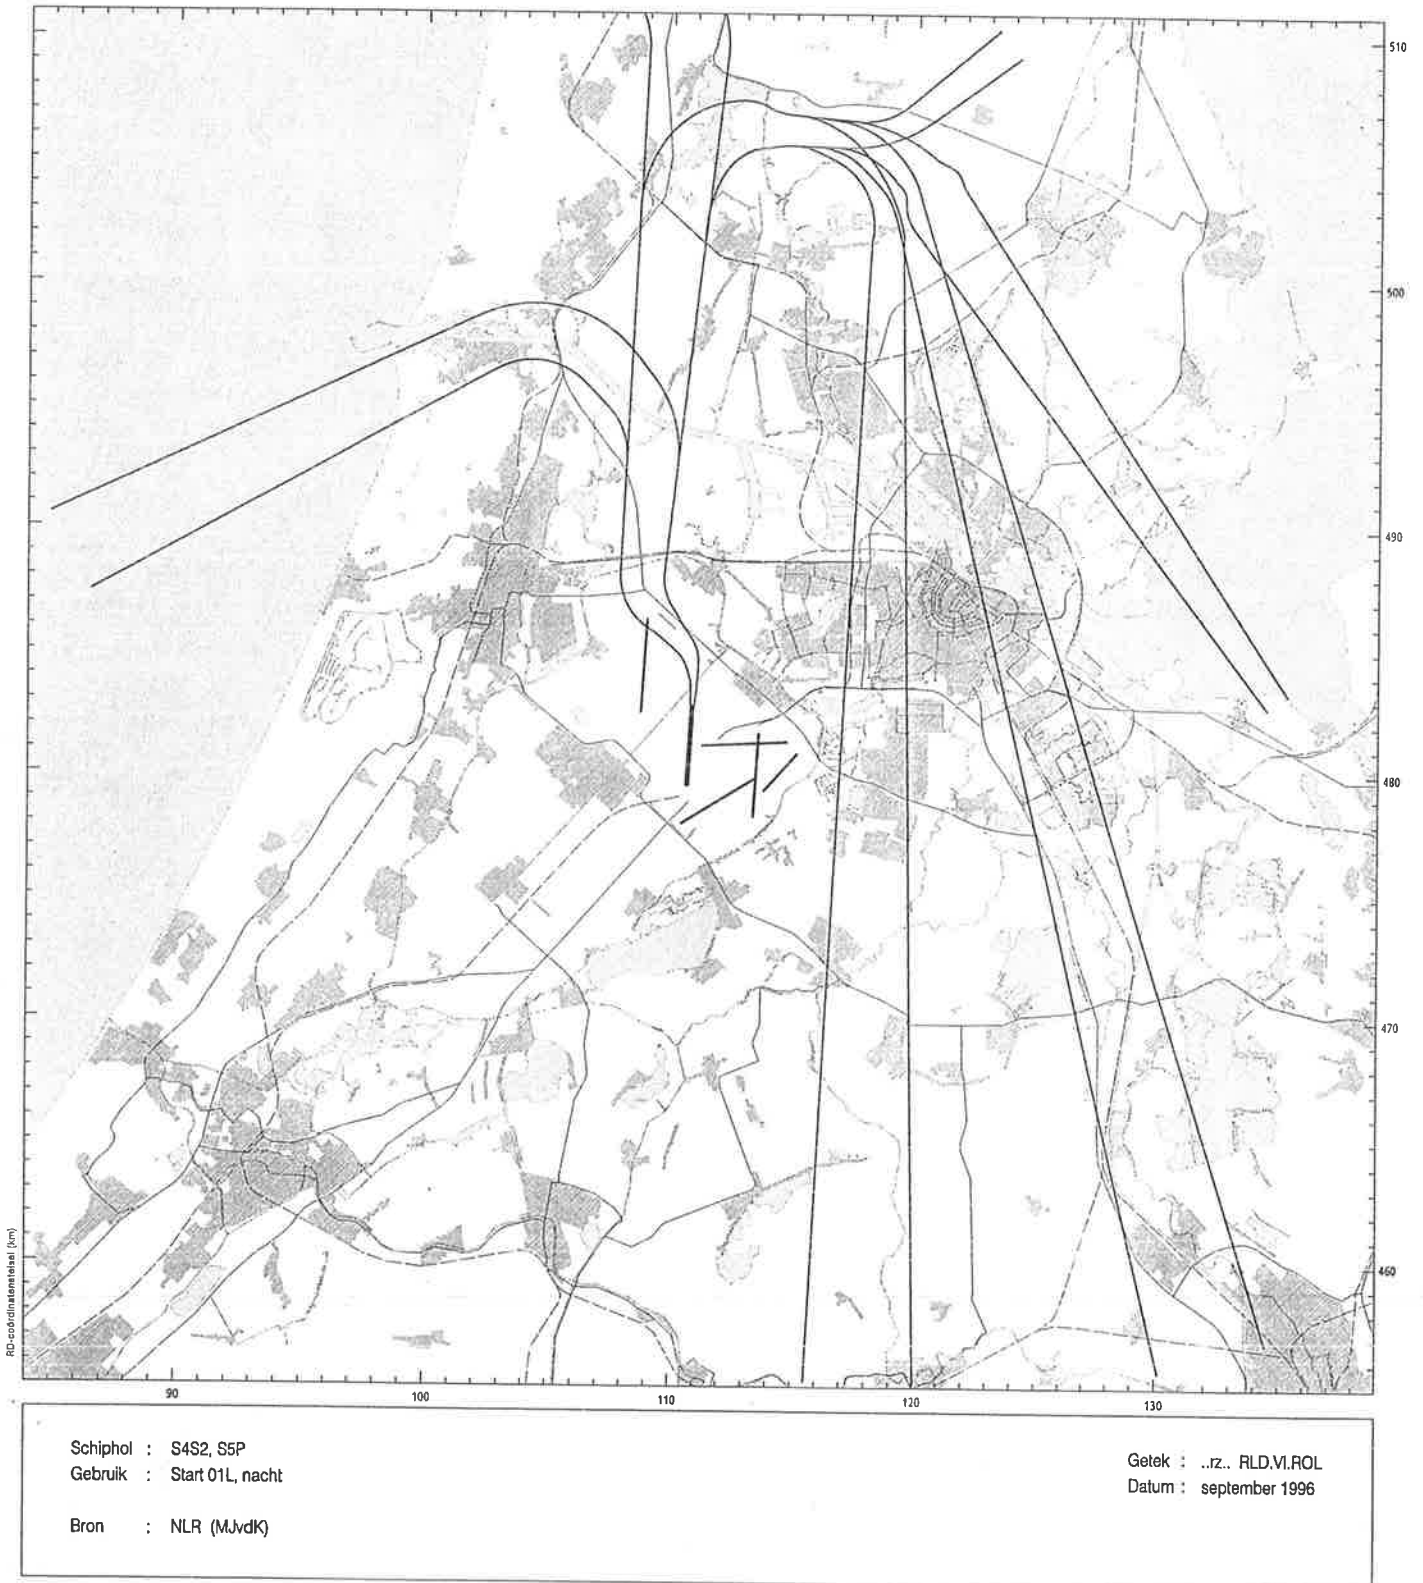 510
500
490
480
470
460
RD-coördinatenstelsel (km)
90
100
110
120
130
Schiphol : S4S2, S5P
Gebruik : Start 01L, nacht
Bron : NLR (MJvdK)
Getek : ..rz.. RLD.VI.ROL
Datum : september 1996